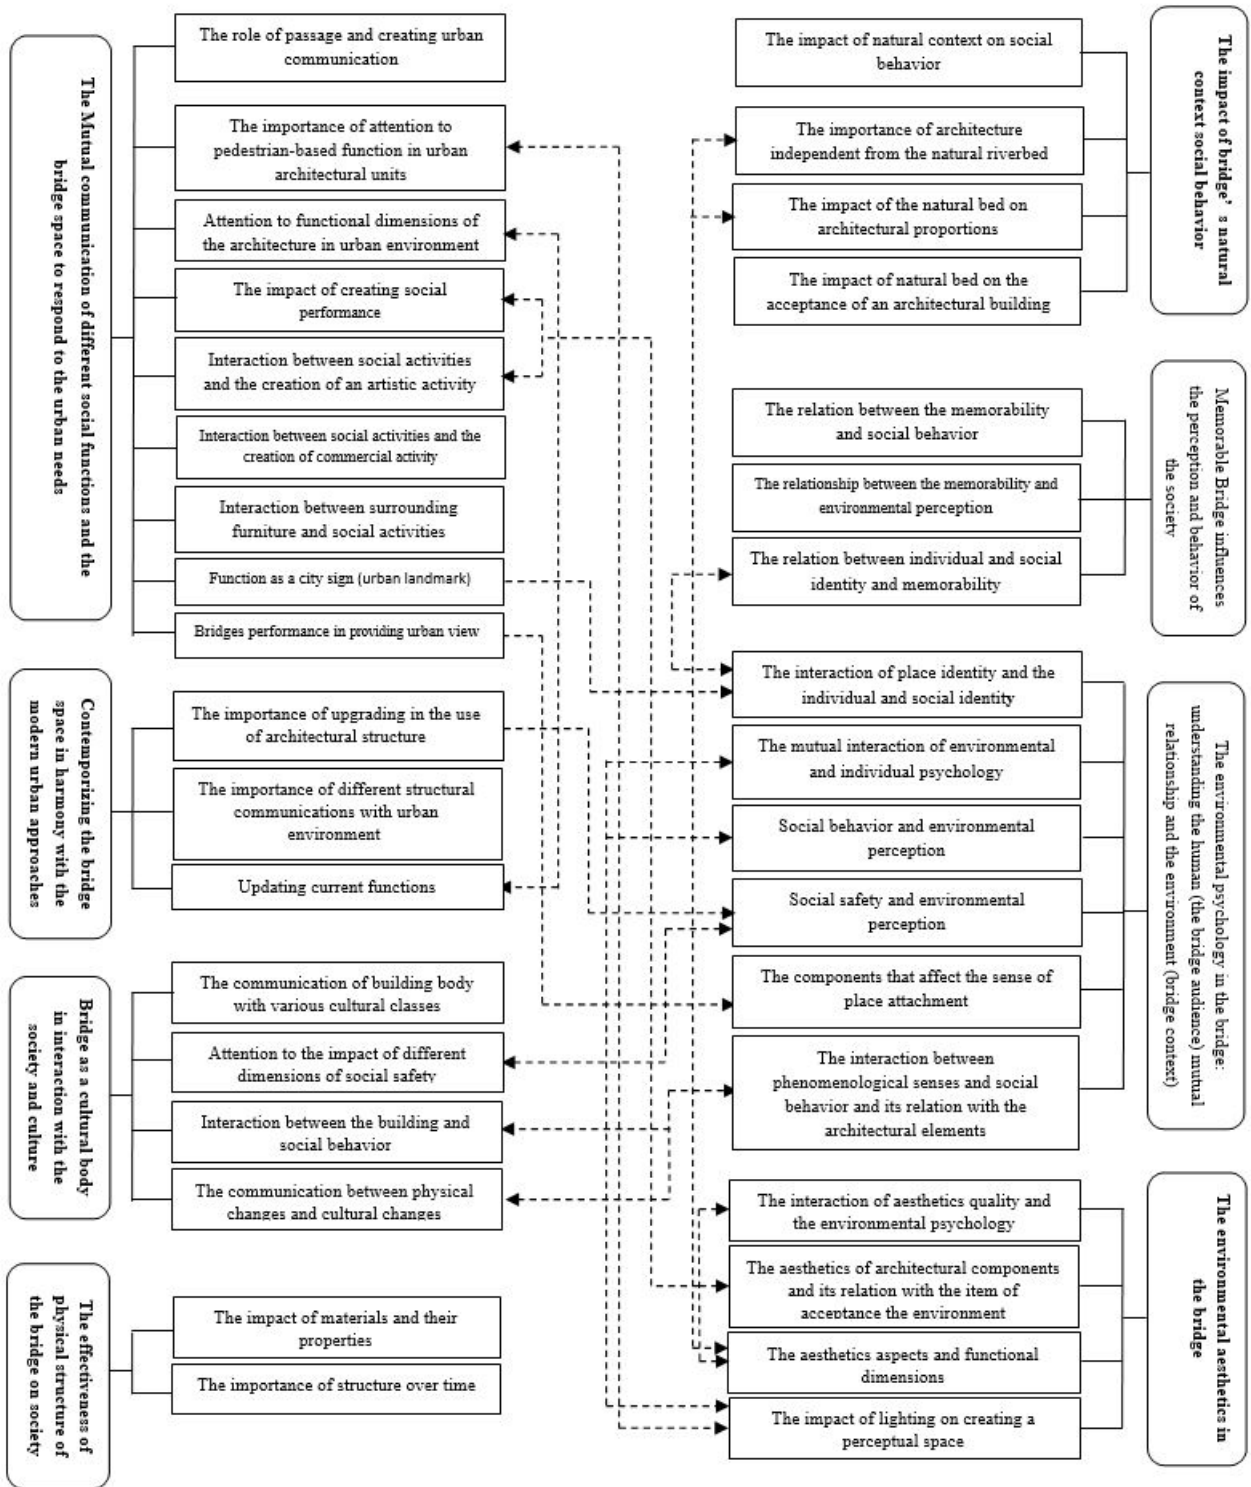 The Mutual communication of different social functions and the
bridge space to respond to the urban needs
The role of passage and creating urban
communication
The importance of attention to
pedestrian-based function in urban
architectural units
Attention to functional dimensions of
the architecture in urban environment
The impact of creating social
performance
Interaction between social activities
and the creation of an artistic activity
Interaction between social activities and the
creation of commercial activity
Interaction between surrounding
furniture and social activities
Function as a city sign (urban landmark)
Bridges performance in providing urban view
Contemporizing the bridge
space in harmony with the
modern urban approaches
The importance of upgrading in the use
of architectural structure
The importance of different structural
communications with urban
environment
Updating current functions
Bridge as a cultural body
in interaction with the
society and culture
The communication of building body
with various cultural classes
Attention to the impact of different
dimensions of social safety
Interaction between the building and
social behavior
The communication between physical
changes and cultural changes
The effectiveness of
physical structure of
the bridge on society
The impact of materials and their
properties
The importance of structure over time
The impact of bridge's natural
context social behavior
The impact of natural context on social
behavior
The importance of architecture
independent from the natural riverbed
The impact of the natural bed on
architectural proportions
The impact of natural bed on the
acceptance of an architectural building
Memorable Bridge influences
the perception and behavior of
the society
The relation between the memorability
and social behavior
The relationship between the memorability and
environmental perception
The relation between individual and social
identity and memorability
The environmental psychology in the bridge:
understanding the human (the bridge audience) mutual
relationship and the environment (bridge context)
The interaction of place identity and the
individual and social identity
The mutual interaction of environmental
and individual psychology
Social behavior and environmental
perception
Social safety and environmental
perception
The components that affect the sense of
place attachment
The interaction between
phenomenological senses and social
behavior and its relation with the
architectural elements
The environmental aesthetics in
the bridge
The interaction of aesthetics quality and
the environmental psychology
The aesthetics of architectural components
and its relation with the item of
acceptance the environment
The aesthetics aspects and functional
dimensions
The impact of lighting on creating a
perceptual space